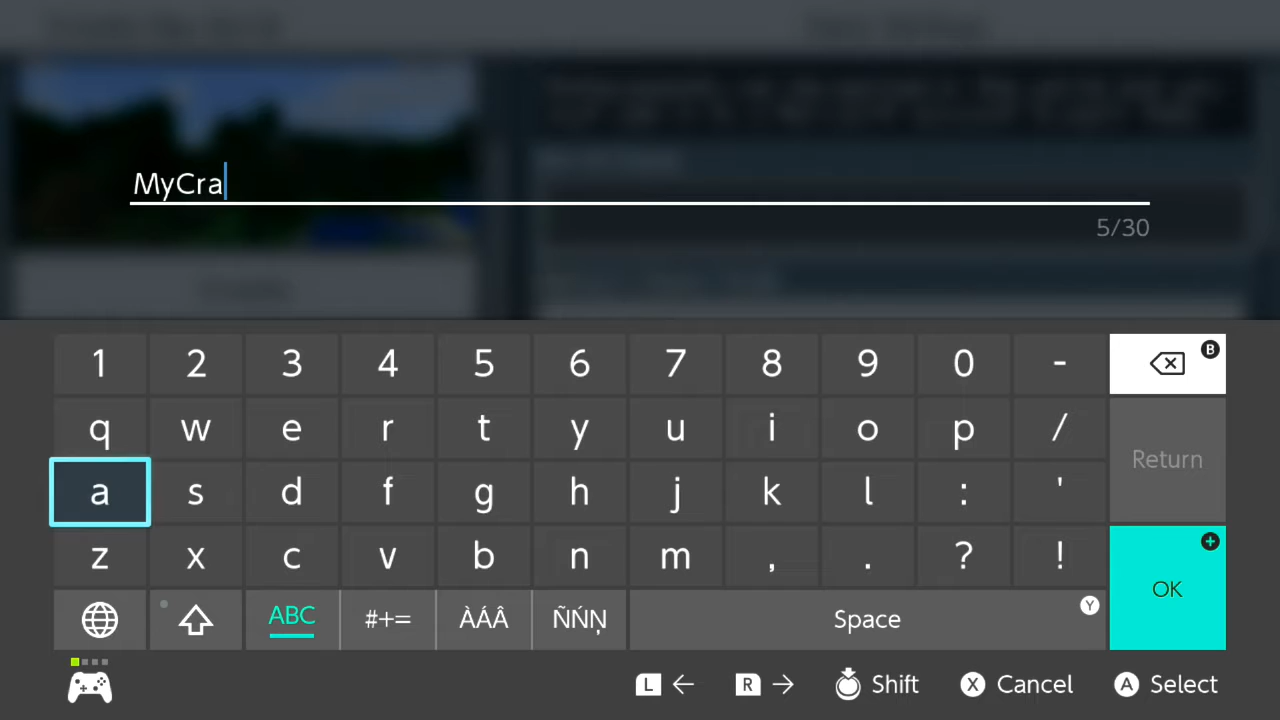 MyCra
5/30
1 2 3 4 5 6 7 8 9 0 - B
q w e r t y u i o p /
Return
a s d f g h j k l : '
z x c v b n m , . ? ! +
OK
ABC #+= ÀÁÂ ÑŃŅ Space Y
L ← R → Shift X Cancel A Select